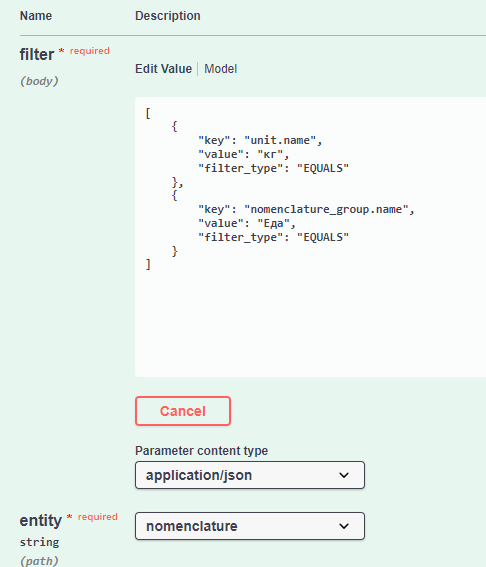 Name Description
filter * required
(body)
Edit Value Model
[
    {
        "key": "unit.name",
        "value": "кг",
        "filter_type": "EQUALS"
    },
    {
        "key": "nomenclature_group.name",
        "value": "Еда",
        "filter_type": "EQUALS"
    }
]
Cancel
Parameter content type
application/json
entity * required
nomenclature
string
(path)